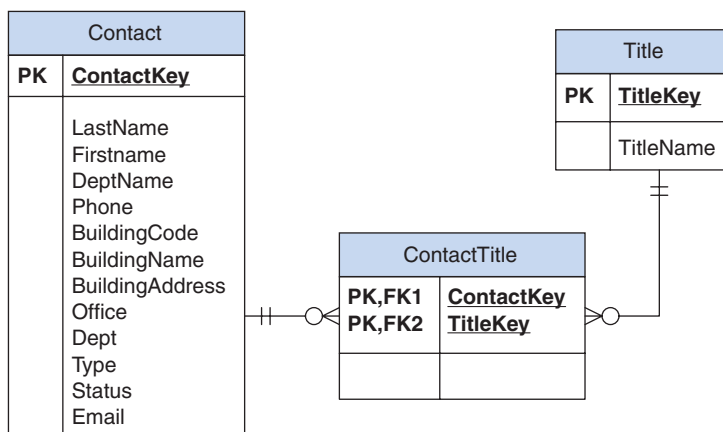 Contact
PK ContactKey
LastName
Firstname
DeptName
Phone
BuildingCode
BuildingName
BuildingAddress
Office
Dept
Type
Status
Email
Title
PK TitleKey
TitleName
ContactTitle
PK,FK1 ContactKey
PK,FK2 TitleKey